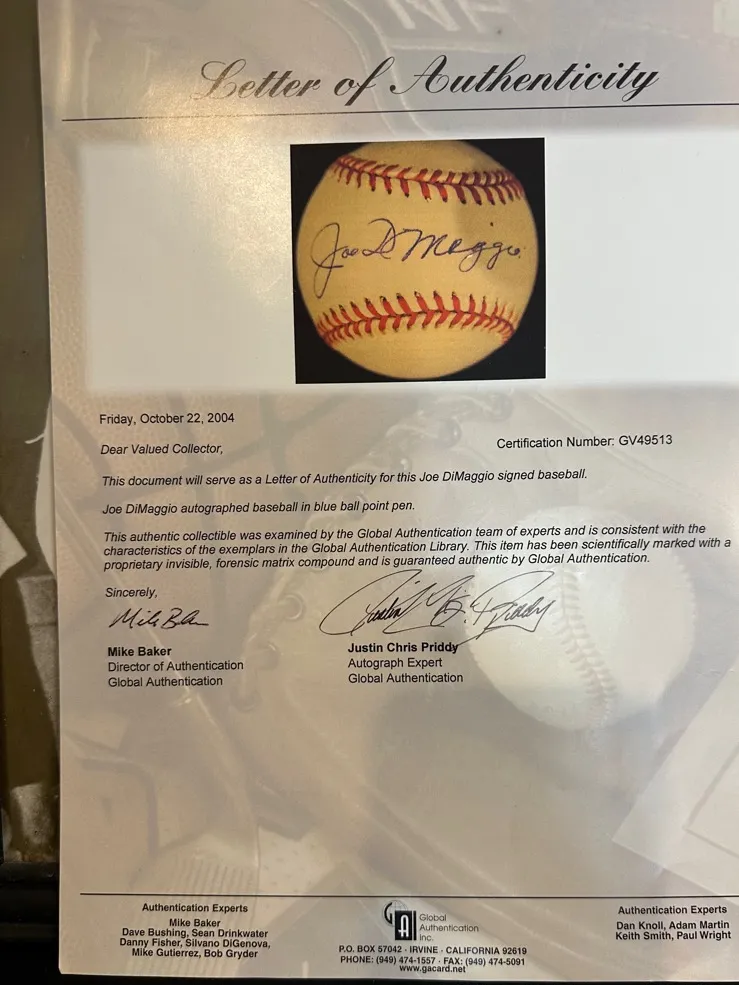 Letter of Authenticity
Joe DiMaggio
Friday, October 22, 2004
Dear Valued Collector,
Certification Number: GV49513
This document will serve as a Letter of Authenticity for this Joe DiMaggio signed baseball.
Joe DiMaggio autographed baseball in blue ball point pen.
This authentic collectible was examined by the Global Authentication team of experts and is consistent with the
characteristics of the exemplars in the Global Authentication Library. This item has been scientifically marked with a
proprietary invisible, forensic matrix compound and is guaranteed authentic by Global Authentication.
Sincerely,
Mike Baker
Director of Authentication
Global Authentication
Justin Chris Priddy
Autograph Expert
Global Authentication
Authentication Experts
Mike Baker
Dave Bushing, Sean Drinkwater
Danny Fisher, Silvano DiGenova,
Mike Gutierrez, Bob Gryder
GAI
Global
Authentication
Inc.
P.O. BOX 57042 · IRVINE · CALIFORNIA 92619
PHONE: (949) 474-1557 · FAX: (949) 474-5091
www.gacard.net
Authentication Experts
Dan Knoll, Adam Martin
Keith Smith, Paul Wright